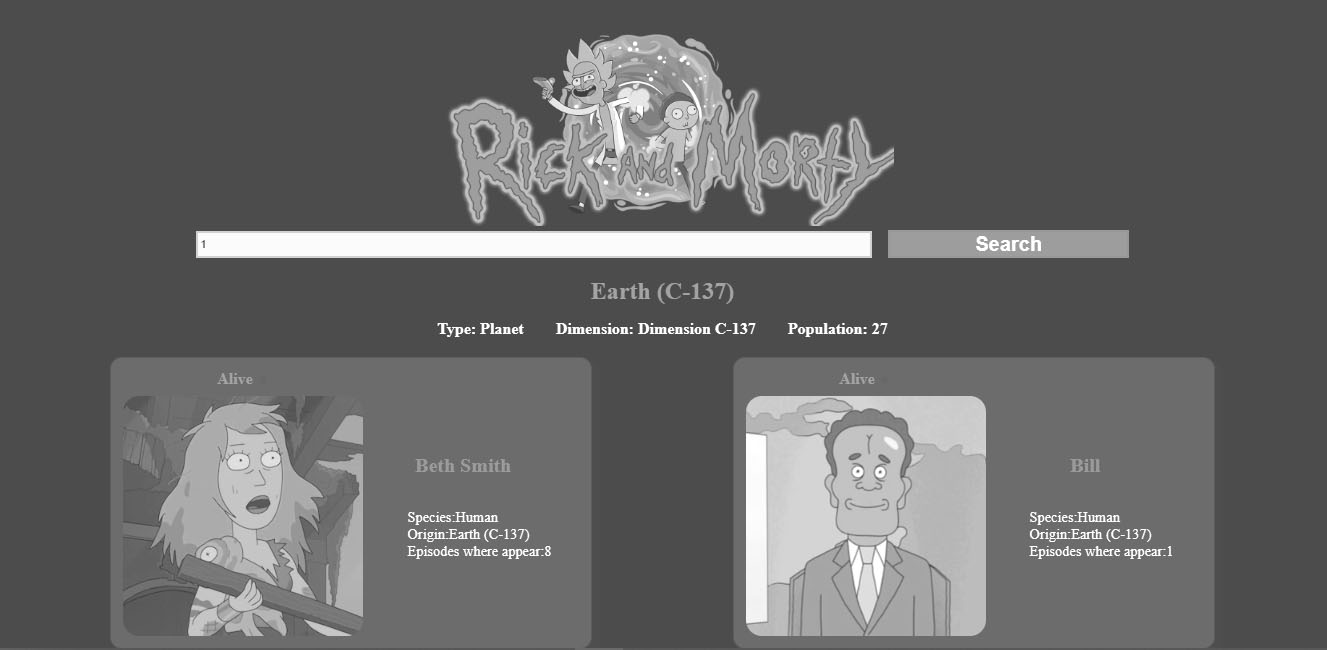 Rick and Morty
1
Search
Earth (C-137)
Type: Planet Dimension: Dimension C-137 Population: 27
Alive
Beth Smith
Species:Human
Origin:Earth (C-137)
Episodes where appear:8
Alive
Bill
Species:Human
Origin:Earth (C-137)
Episodes where appear:1